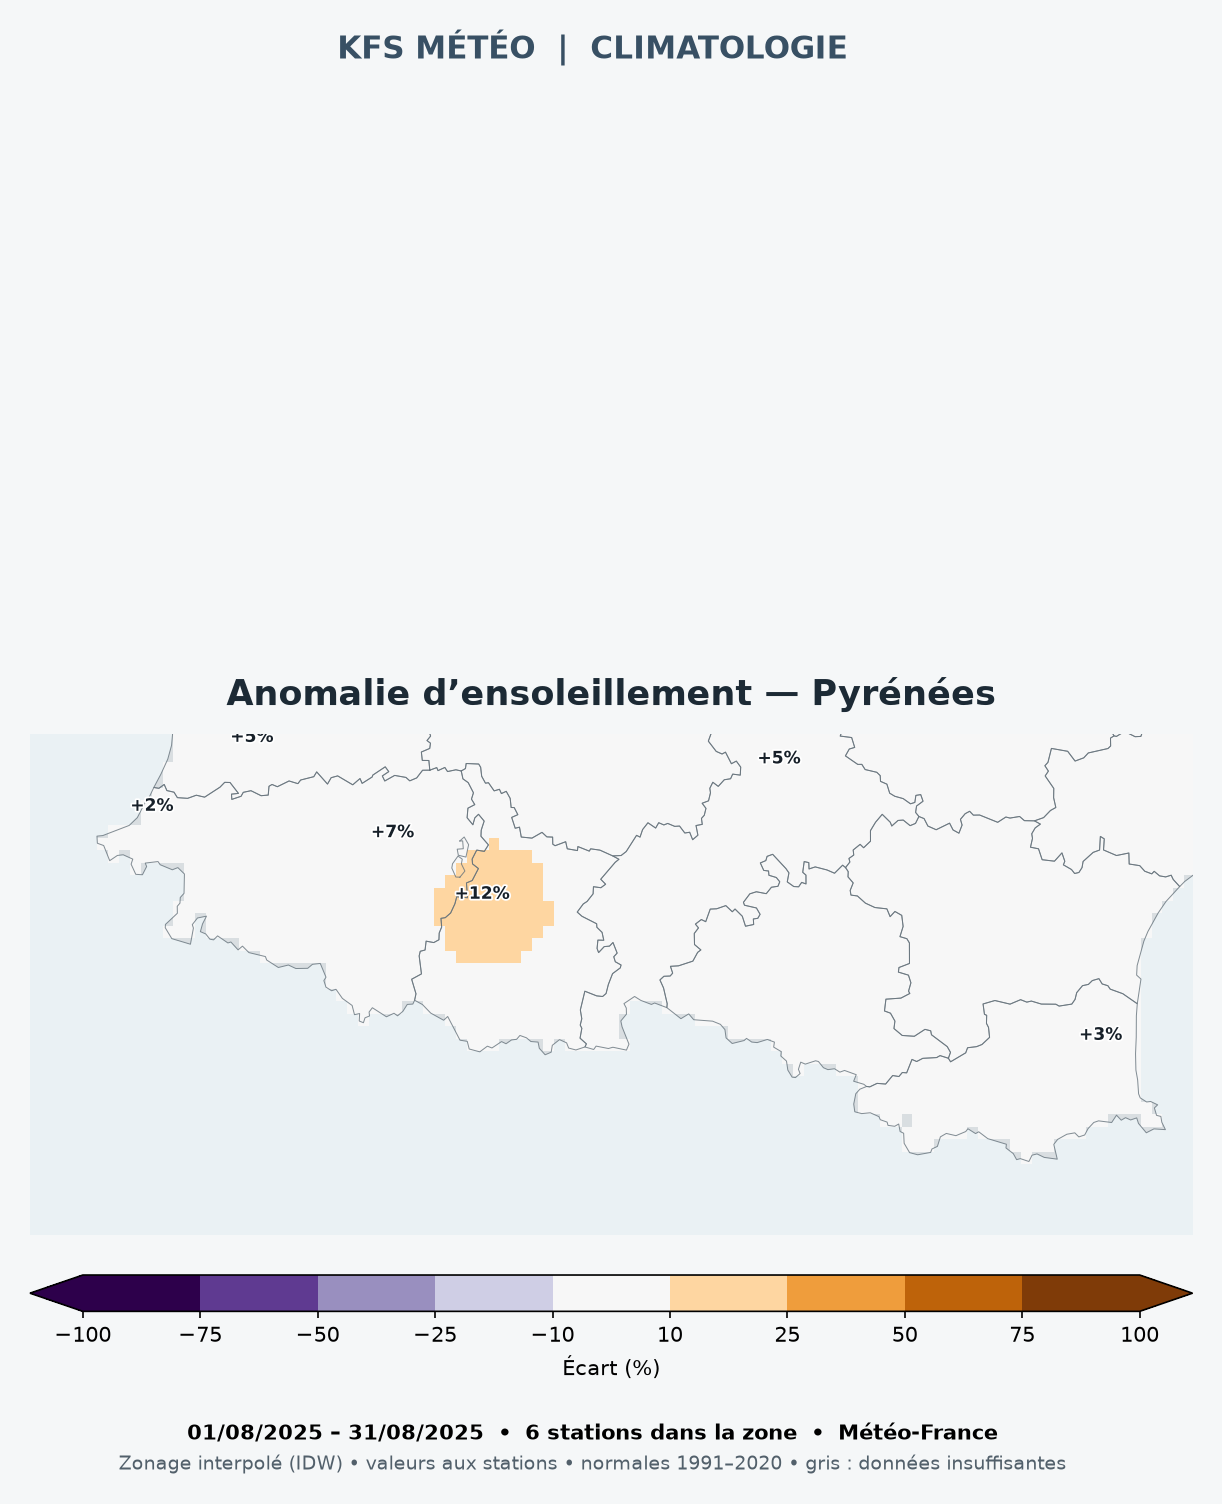 KFS MÉTÉO | CLIMATOLOGIE
Anomalie d’ensoleillement — Pyrénées
+5%
+5%
+2%
+7%
+12%
+3%
−100 −75 −50 −25 −10 10 25 50 75 100
Écart (%)
01/08/2025 – 31/08/2025 • 6 stations dans la zone • Météo-France
Zonage interpolé (IDW) • valeurs aux stations • normales 1991–2020 • gris : données insuffisantes